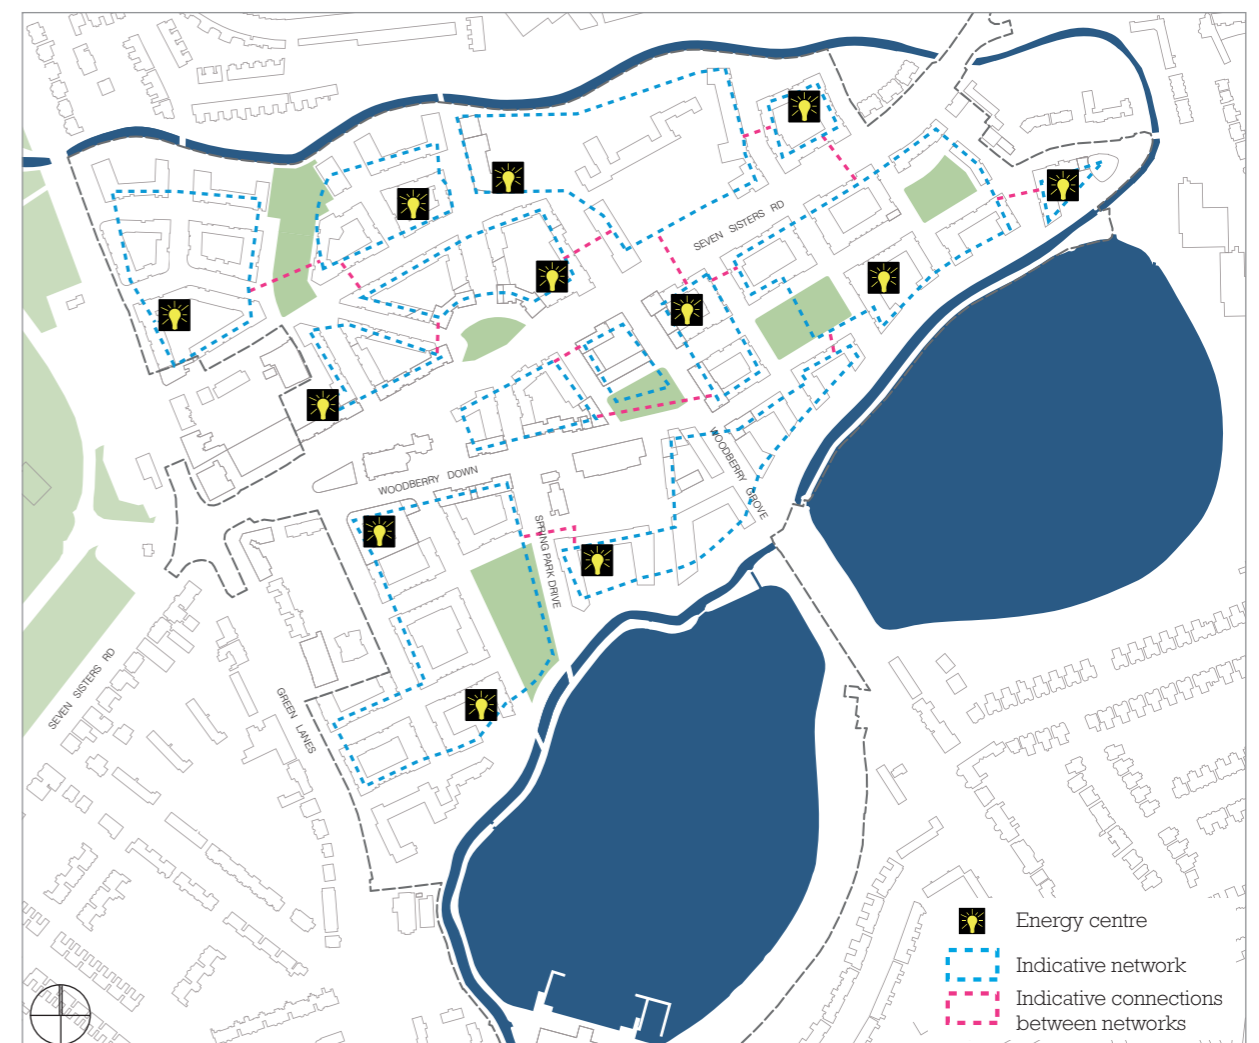 SEVEN SISTERS RD
WOODBERRY DOWN
WOODBERRY GROVE
SPRING PARK DRIVE
SEVEN SISTERS RD
GREEN LANES
Energy centre
Indicative network
Indicative connections
between networks